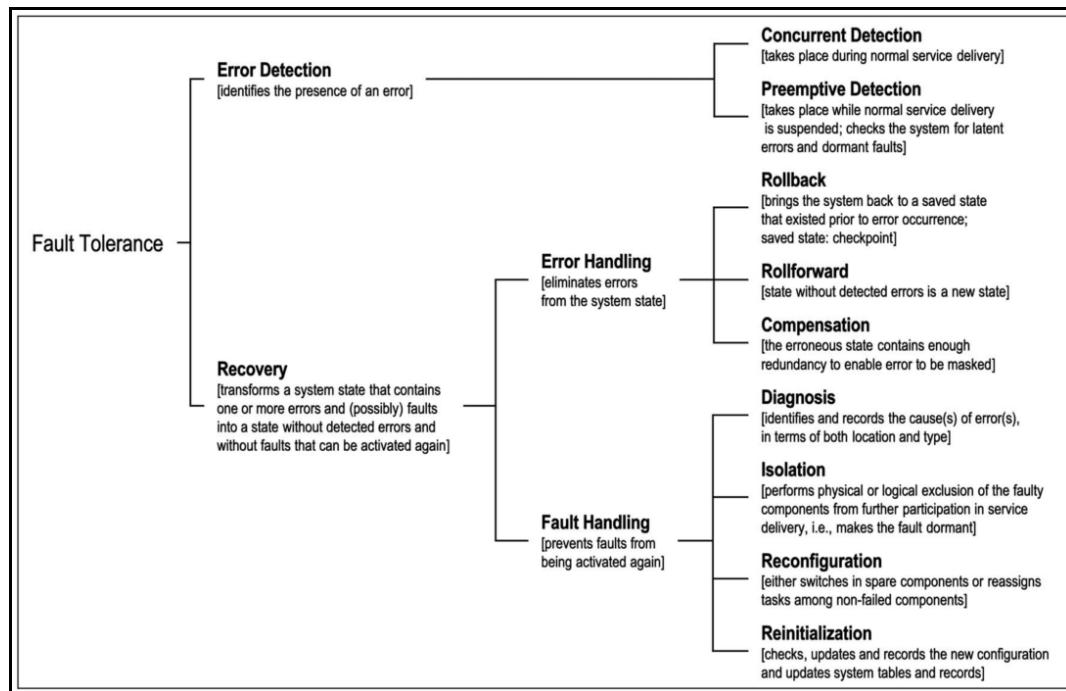 Fault Tolerance
Error Detection
[identifies the presence of an error]
Concurrent Detection
[takes place during normal service delivery]
Preemptive Detection
[takes place while normal service delivery
is suspended; checks the system for latent
errors and dormant faults]
Recovery
[transforms a system state that contains
one or more errors and (possibly) faults
into a state without detected errors and
without faults that can be activated again]
Error Handling
[eliminates errors
from the system state]
Rollback
[brings the system back to a saved state
that existed prior to error occurrence;
saved state: checkpoint]
Rollforward
[state without detected errors is a new state]
Compensation
[the erroneous state contains enough
redundancy to enable error to be masked]
Fault Handling
[prevents faults from
being activated again]
Diagnosis
[identifies and records the cause(s) of error(s),
in terms of both location and type]
Isolation
[performs physical or logical exclusion of the faulty
components from further participation in service
delivery, i.e., makes the fault dormant]
Reconfiguration
[either switches in spare components or reassigns
tasks among non-failed components]
Reinitialization
[checks, updates and records the new configuration
and updates system tables and records]